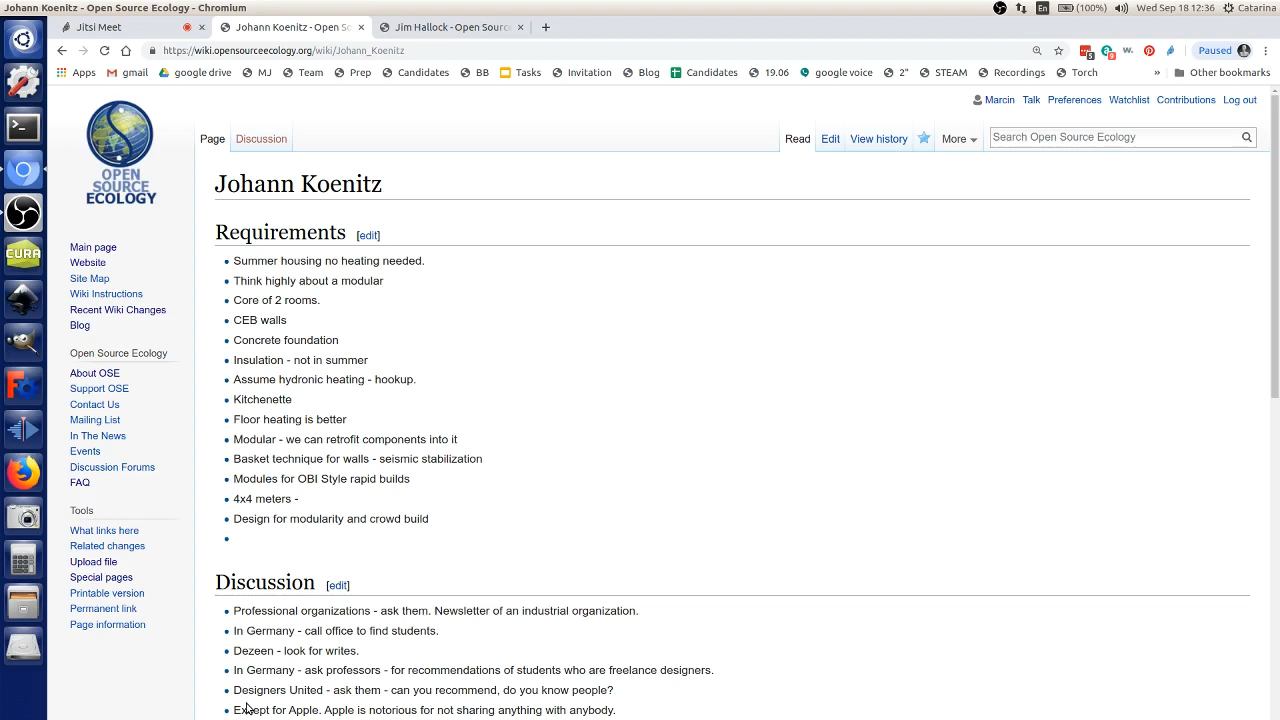 Johann Koenitz - Open Source Ecology - Chromium
En (100%) Wed Sep 18 12:36 Catarina
Jitsi Meet Johann Koenitz - Open So Jim Hallock - Open Source
https://wiki.opensourceecology.org/wiki/Johann_Koenitz 5 9 W. Paused
Apps gmail google drive MJ Team Prep Candidates BB Tasks Invitation Blog Candidates 19.06 google voice 2" STEAM Recordings Torch » Other bookmarks
Marcin Talk Preferences Watchlist Contributions Log out
Page Discussion Read Edit View history More Search Open Source Ecology
OPEN
SOURCE
ECOLOGY
CURA
Main page
Website
Site Map
Wiki Instructions
Recent Wiki Changes
Blog
Open Source Ecology
About OSE
Support OSE
Contact Us
Mailing List
In The News
Events
Discussion Forums
FAQ
Tools
What links here
Related changes
Upload file
Special pages
Printable version
Permanent link
Page information
Johann Koenitz
Requirements [edit]
Summer housing no heating needed.
Think highly about a modular
Core of 2 rooms.
CEB walls
Concrete foundation
Insulation - not in summer
Assume hydronic heating - hookup.
Kitchenette
Floor heating is better
Modular - we can retrofit components into it
Basket technique for walls - seismic stabilization
Modules for OBI Style rapid builds
4x4 meters -
Design for modularity and crowd build
Discussion [edit]
Professional organizations - ask them. Newsletter of an industrial organization.
In Germany - call office to find students.
Dezeen - look for writes.
In Germany - ask professors - for recommendations of students who are freelance designers.
Designers United - ask them - can you recommend, do you know people?
Except for Apple. Apple is notorious for not sharing anything with anybody.